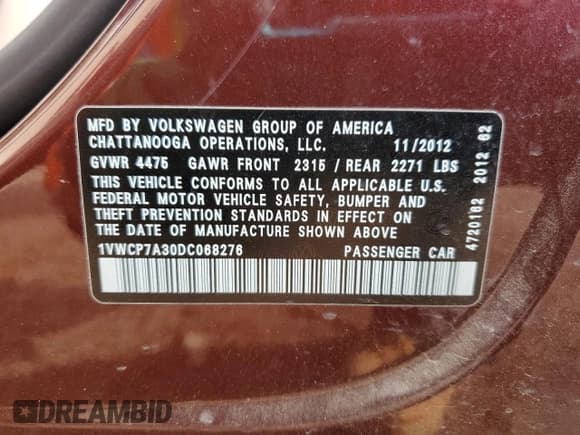 MFD BY VOLKSWAGEN GROUP OF AMERICA
CHATTANOOGA OPERATIONS, LLC. 11/2012
GVWR 4475 GAWR FRONT 2315 / REAR 2271 LBS
THIS VEHICLE CONFORMS TO ALL APPLICABLE U.S.
FEDERAL MOTOR VEHICLE SAFETY, BUMPER AND
THEFT PREVENTION STANDARDS IN EFFECT ON
THE DATE OF MANUFACTURE SHOWN ABOVE
1VWCP7A30DC068276 PASSENGER CAR
4720162 2012 62
DREAMBID